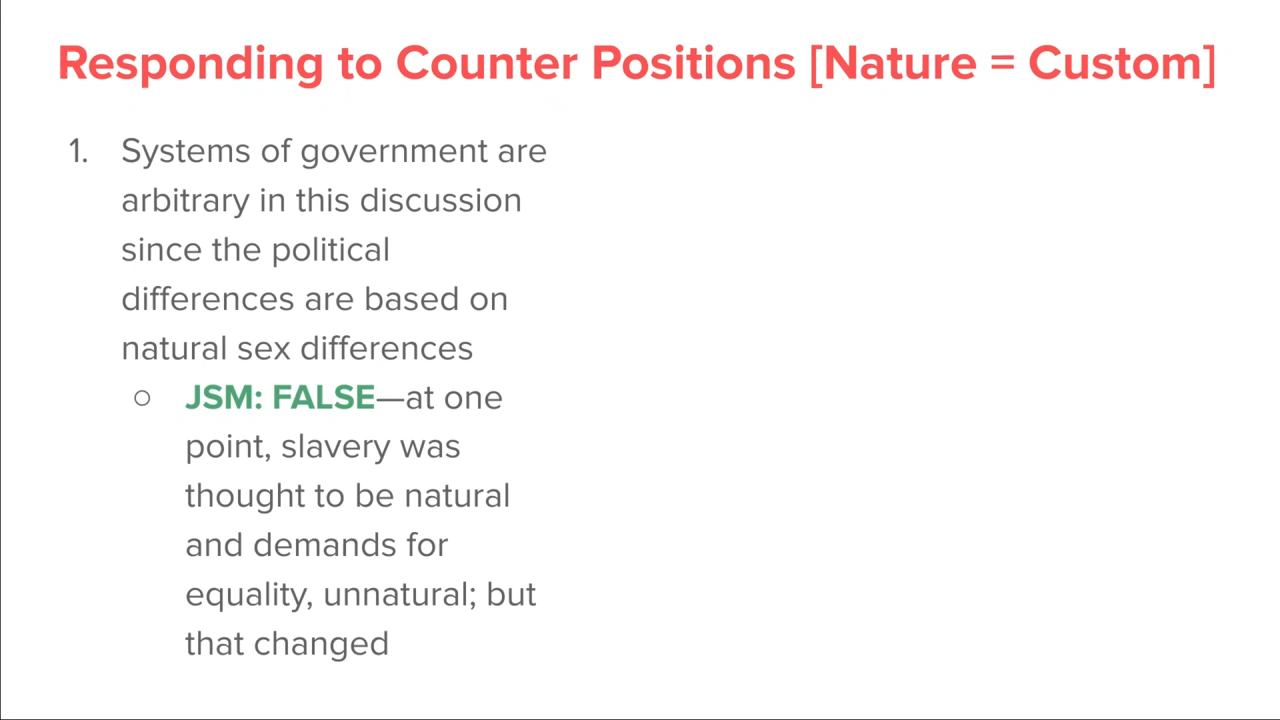 Responding to Counter Positions [Nature = Custom]
1. Systems of government are
arbitrary in this discussion
since the political
differences are based on
natural sex differences
○ JSM: FALSE—at one
point, slavery was
thought to be natural
and demands for
equality, unnatural; but
that changed